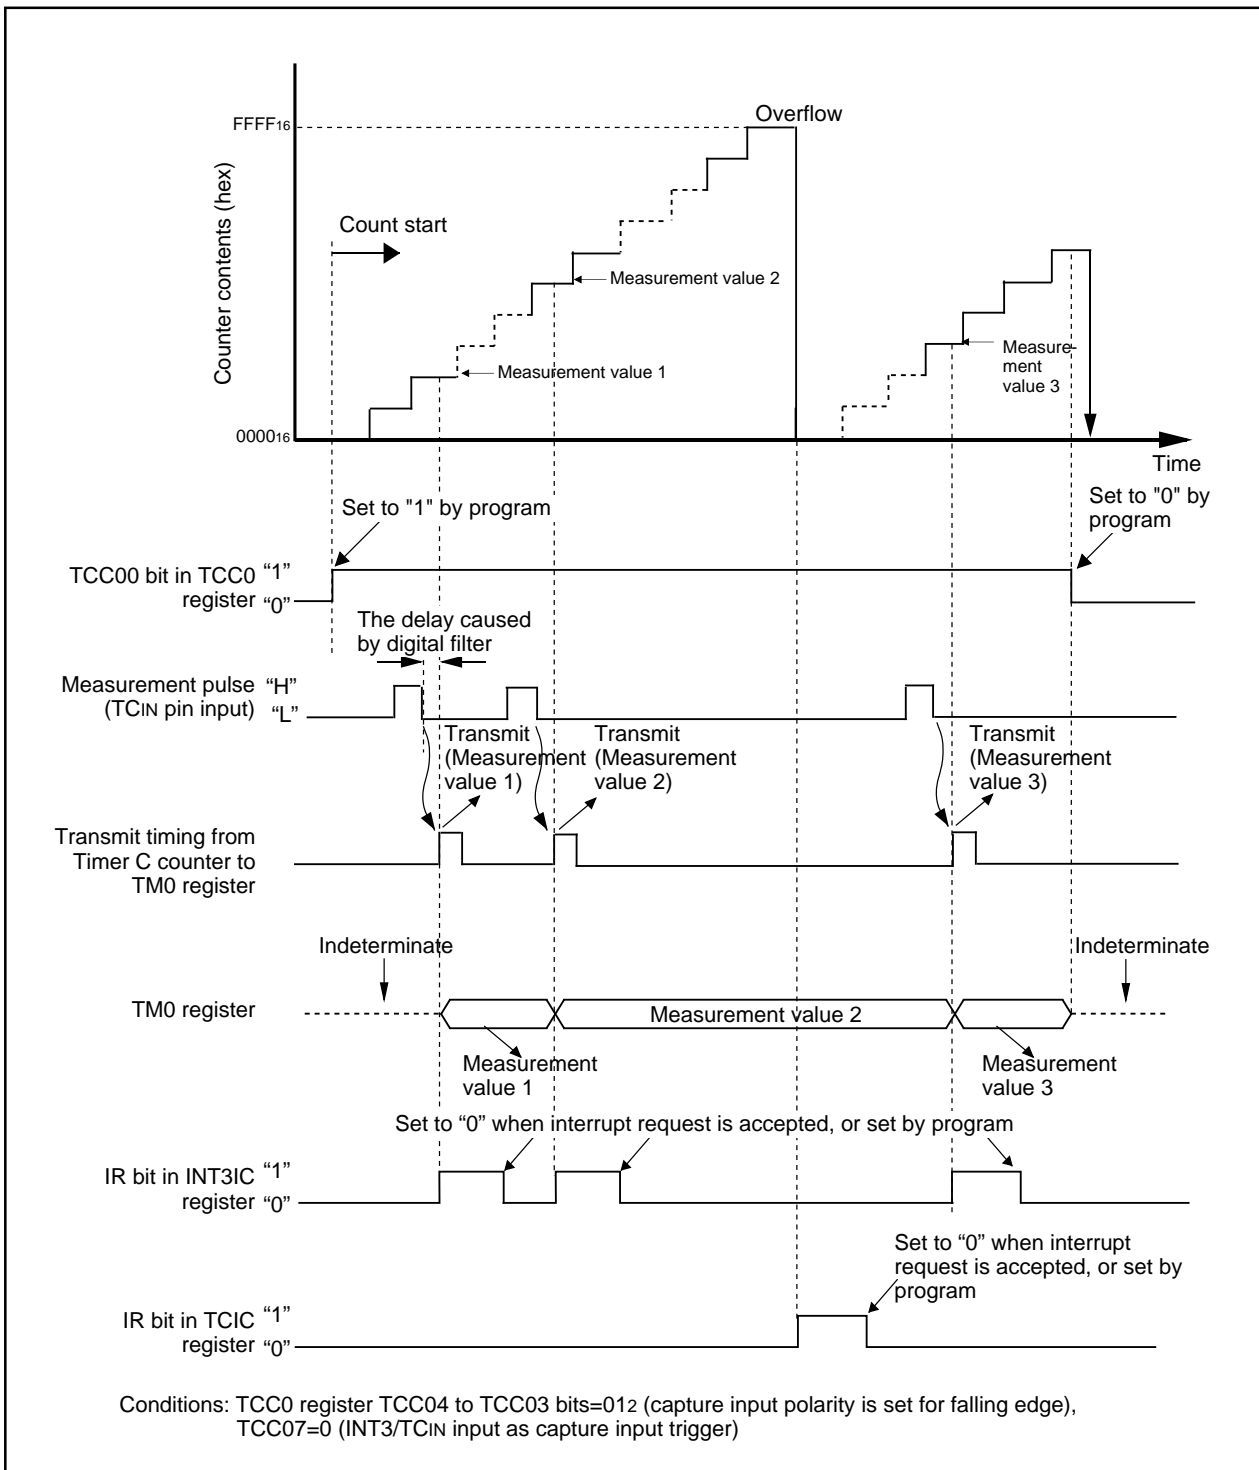 Overflow
FFFF16
Counter contents (hex)
Count start
Measurement value 2
Measurement value 1
Measure-
ment
value 3
000016
Time
Set to "1" by program
Set to "0" by
program
TCC00 bit in TCC0
register
“1”
“0”
The delay caused
by digital filter
Measurement pulse
(TCIN pin input)
“H”
“L”
Transmit
(Measurement
value 1)
Transmit
(Measurement
value 2)
Transmit
(Measurement
value 3)
Transmit timing from
Timer C counter to
TM0 register
Indeterminate
Indeterminate
TM0 register
Measurement value 2
Measurement
value 1
Measurement
value 3
Set to “0” when interrupt request is accepted, or set by program
IR bit in INT3IC
register
“1”
“0”
Set to “0” when interrupt
request is accepted, or set by
program
IR bit in TCIC
register
“1”
“0”
Conditions: TCC0 register TCC04 to TCC03 bits=012 (capture input polarity is set for falling edge),
TCC07=0 (INT3/TCIN input as capture input trigger)